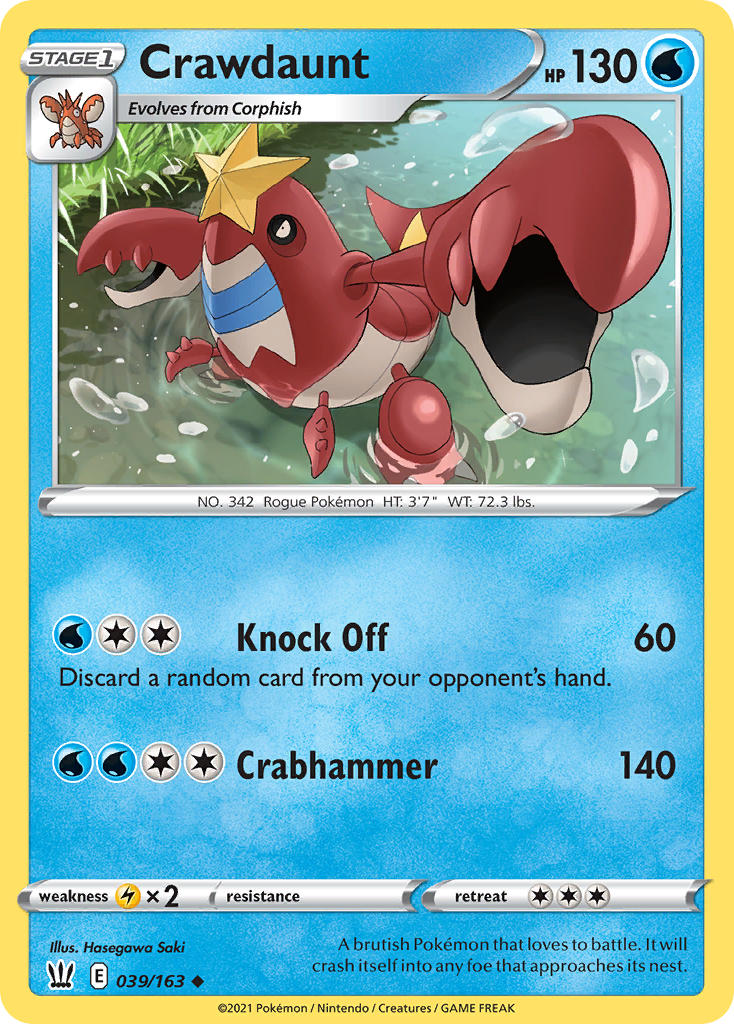 STAGE 1
Crawdaunt
HP 130
Evolves from Corphish
NO. 342 Rogue Pokémon HT: 3'7" WT: 72.3 lbs.
Knock Off 60
Discard a random card from your opponent's hand.
Crabhammer 140
weakness ×2 resistance retreat
Illus. Hasegawa Saki
A brutish Pokémon that loves to battle. It will
crash itself into any foe that approaches its nest.
E 039/163
©2021 Pokémon / Nintendo / Creatures / GAME FREAK